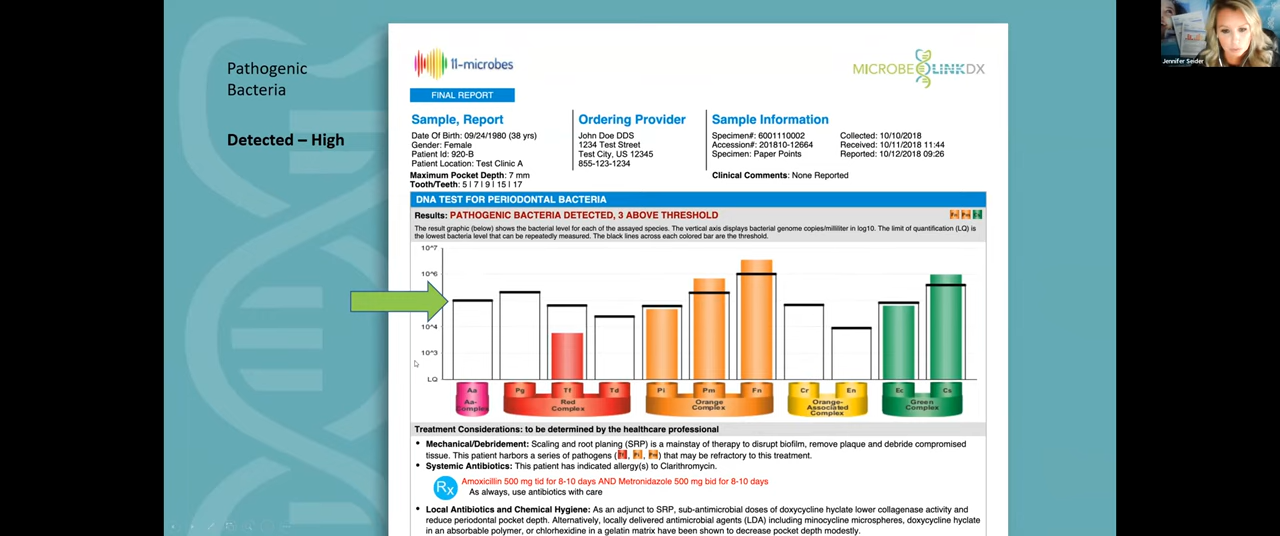 Pathogenic
Bacteria
Detected – High
11-microbes
MICROBE LINKDX
FINAL REPORT
Sample, Report
Date Of Birth: 09/24/1980 (38 yrs)
Gender: Female
Patient Id: 920-B
Patient Location: Test Clinic A
Maximum Pocket Depth: 7 mm
Tooth/Teeth: 5 | 7 | 9 | 15 | 17
Ordering Provider
John Doe DDS
1234 Test Street
Test City, US 12345
855-123-1234
Sample Information
Specimen#: 6001110002
Accession#: 201810-12664
Specimen: Paper Points
Collected: 10/10/2018
Received: 10/11/2018 11:44
Reported: 10/12/2018 09:26
Clinical Comments: None Reported
DNA TEST FOR PERIODONTAL BACTERIA
Results: PATHOGENIC BACTERIA DETECTED, 3 ABOVE THRESHOLD
The result graphic (below) shows the bacterial level for each of the assayed species. The vertical axis displays bacterial genome copies/milliliter in log10. The limit of quantification (LQ) is
the lowest bacteria level that can be repeatedly measured. The black lines across each colored bar are the threshold.
10^7
10^6
10^4
10^3
LQ
Aa Pg Tf Td Pi Pm Fn Cr En Ec Cs
Aa-Complex
Red Complex
Orange Complex
Orange-Associated Complex
Green Complex
Treatment Considerations: to be determined by the healthcare professional
• Mechanical/Debridement: Scaling and root planing (SRP) is a mainstay of therapy to disrupt biofilm, remove plaque and debride compromised
tissue. This patient harbors a series of pathogens (Tf, Pi, Pm) that may be refractory to this treatment.
• Systemic Antibiotics: This patient has indicated allergy(s) to Clarithromycin.
Rx
Amoxicillin 500 mg tid for 8-10 days AND Metronidazole 500 mg bid for 8-10 days
As always, use antibiotics with care
• Local Antibiotics and Chemical Hygiene: As an adjunct to SRP, sub-antimicrobial doses of doxycycline hyclate lower collagenase activity and
reduce periodontal pocket depth. Alternatively, locally delivered antimicrobial agents (LDA) including minocycline microspheres, doxycycline hyclate
in an absorbable polymer, or chlorhexidine in a gelatin matrix have been shown to decrease pocket depth modestly.
Jennifer Seider